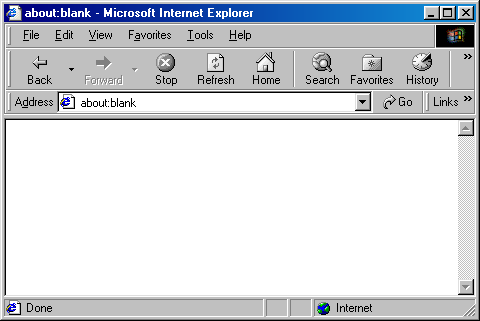 about:blank - Microsoft Internet Explorer
File Edit View Favorites Tools Help
Back Forward Stop Refresh Home Search Favorites History »
Address about:blank Go Links »
Done Internet